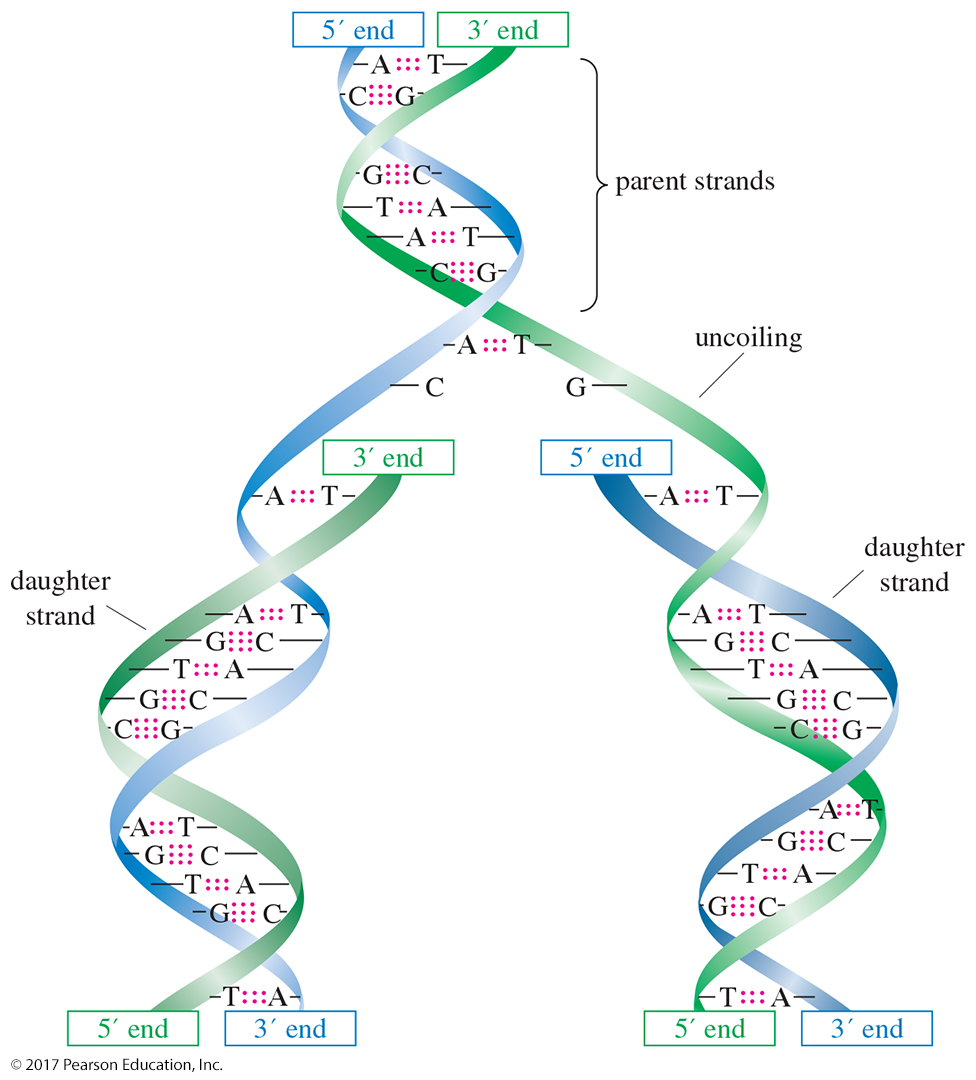 5′ end 3′ end
A T
C G
G C
T A
A T
C G
parent strands
A T
uncoiling
C G
3′ end 5′ end
A T A T
daughter
strand
daughter
strand
A T A T
G C G C
T A T A
G C G C
C G C G
A T A T
G C G C
T A T A
G C G C
T A T A
5′ end 3′ end 5′ end 3′ end
© 2017 Pearson Education, Inc.